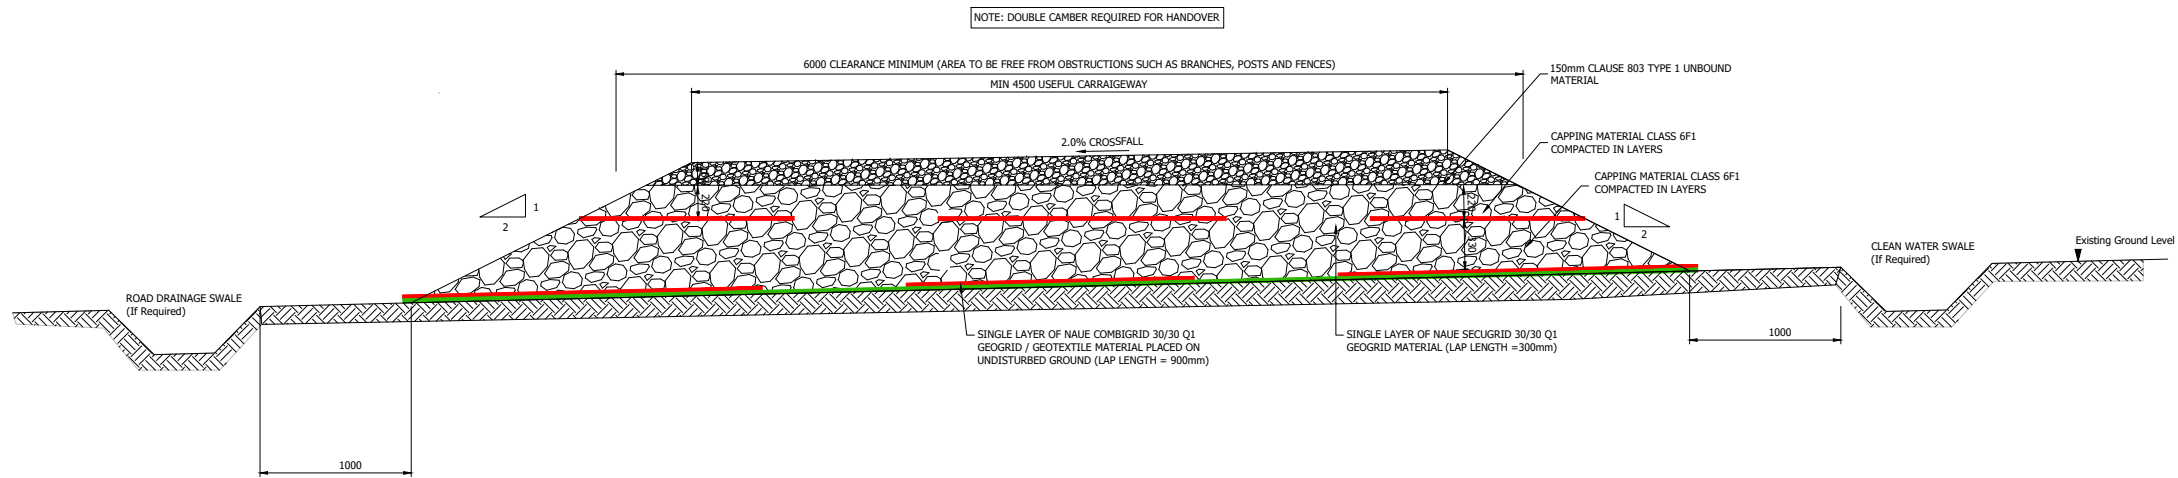 NOTE: DOUBLE CAMBER REQUIRED FOR HANDOVER
6000 CLEARANCE MINIMUM (AREA TO BE FREE FROM OBSTRUCTIONS SUCH AS BRANCHES, POSTS AND FENCES)
MIN 4500 USEFUL CARRAIGEWAY
150mm CLAUSE 803 TYPE 1 UNBOUND
MATERIAL
2.0% CROSSFALL
CAPPING MATERIAL CLASS 6F1
COMPACTED IN LAYERS
CAPPING MATERIAL CLASS 6F1
COMPACTED IN LAYERS
1
2
1
2
ROAD DRAINAGE SWALE
(If Required)
CLEAN WATER SWALE
(If Required)
Existing Ground Level
SINGLE LAYER OF NAUE COMBIGRID 30/30 Q1
GEOGRID / GEOTEXTILE MATERIAL PLACED ON
UNDISTURBED GROUND (LAP LENGTH = 900mm)
SINGLE LAYER OF NAUE SECUGRID 30/30 Q1
GEOGRID MATERIAL (LAP LENGTH =300mm)
1000
1000